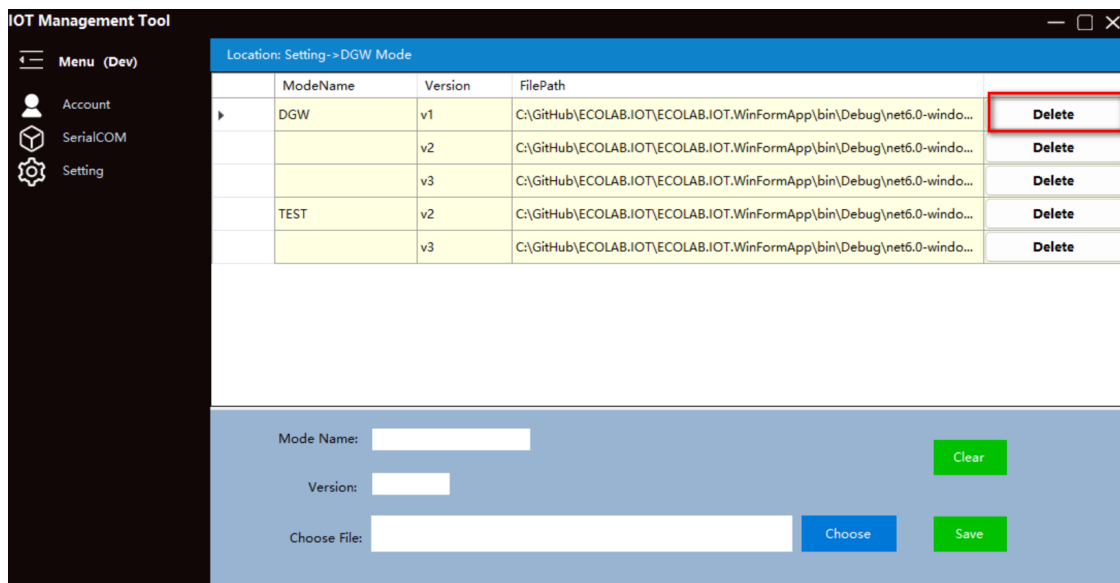 IOT Management Tool
Menu (Dev)
Location: Setting->DGW Mode
Account
SerialCOM
Setting
ModeName Version FilePath
DGW v1 C:\GitHub\ECOLAB.IOT\ECOLAB.IOT.WinFormApp\bin\Debug\net6.0-windo... Delete
v2 C:\GitHub\ECOLAB.IOT\ECOLAB.IOT.WinFormApp\bin\Debug\net6.0-windo... Delete
v3 C:\GitHub\ECOLAB.IOT\ECOLAB.IOT.WinFormApp\bin\Debug\net6.0-windo... Delete
TEST v2 C:\GitHub\ECOLAB.IOT\ECOLAB.IOT.WinFormApp\bin\Debug\net6.0-windo... Delete
v3 C:\GitHub\ECOLAB.IOT\ECOLAB.IOT.WinFormApp\bin\Debug\net6.0-windo... Delete
Mode Name:
Clear
Version:
Choose File: Choose Save